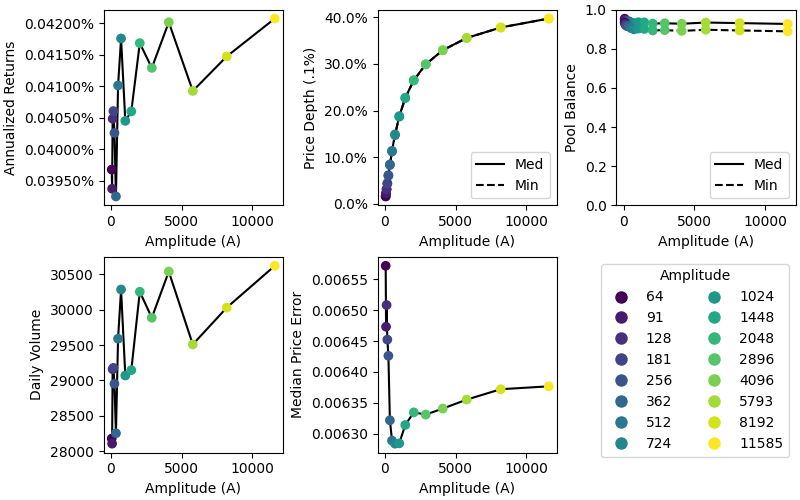 0.04200%
0.04150%
0.04100%
0.04050%
0.04000%
0.03950%
Annualized Returns
0 5000 10000
Amplitude (A)
40.0%
30.0%
20.0%
10.0%
0.0%
Price Depth (.1%)
Med
Min
0 5000 10000
Amplitude (A)
1.0
0.8
0.6
0.4
0.2
0.0
Pool Balance
Med
Min
0 5000 10000
Amplitude (A)
30500
30000
29500
29000
28500
28000
Daily Volume
0 5000 10000
Amplitude (A)
0.00655
0.00650
0.00645
0.00640
0.00635
0.00630
Median Price Error
0 5000 10000
Amplitude (A)
Amplitude
64 1024
91 1448
128 2048
181 2896
256 4096
362 5793
512 8192
724 11585